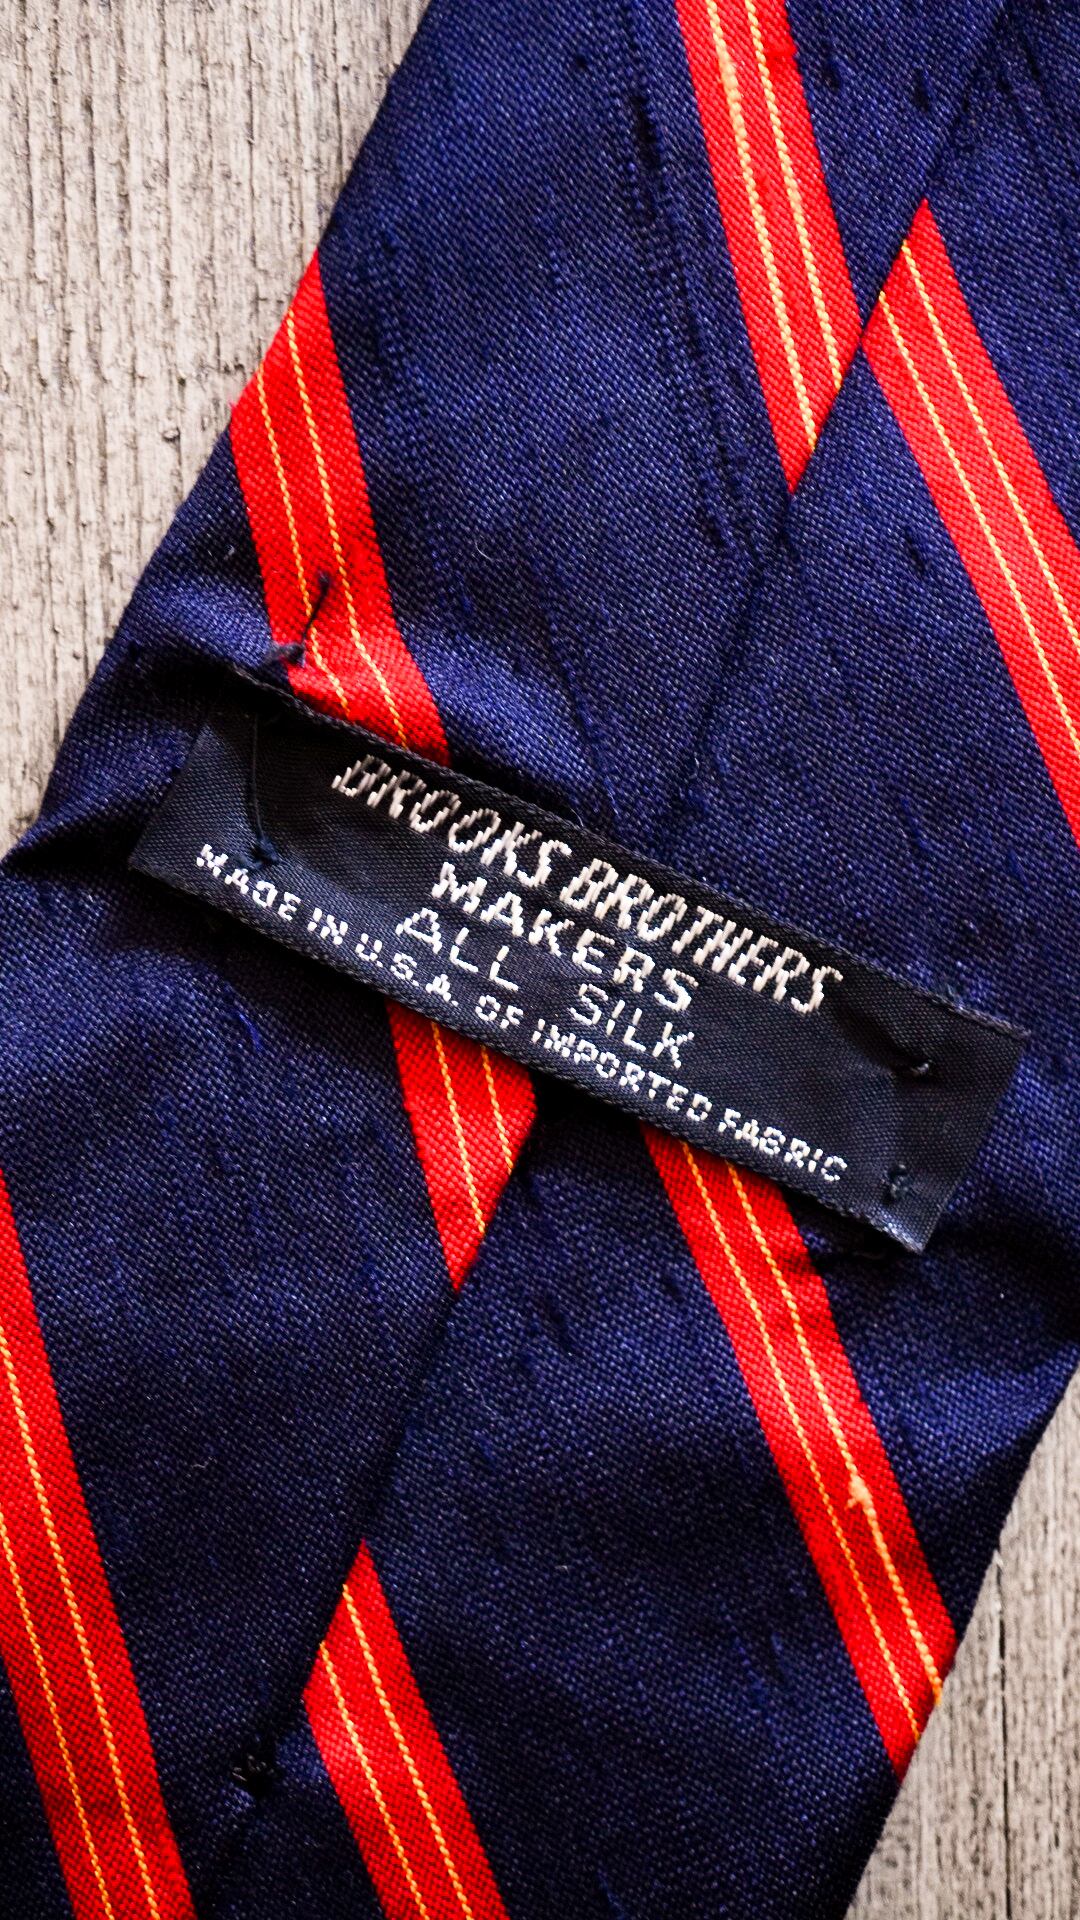 BROOKS BROTHERS
MAKERS
ALL SILK
MADE IN U.S.A. OF IMPORTED FABRIC